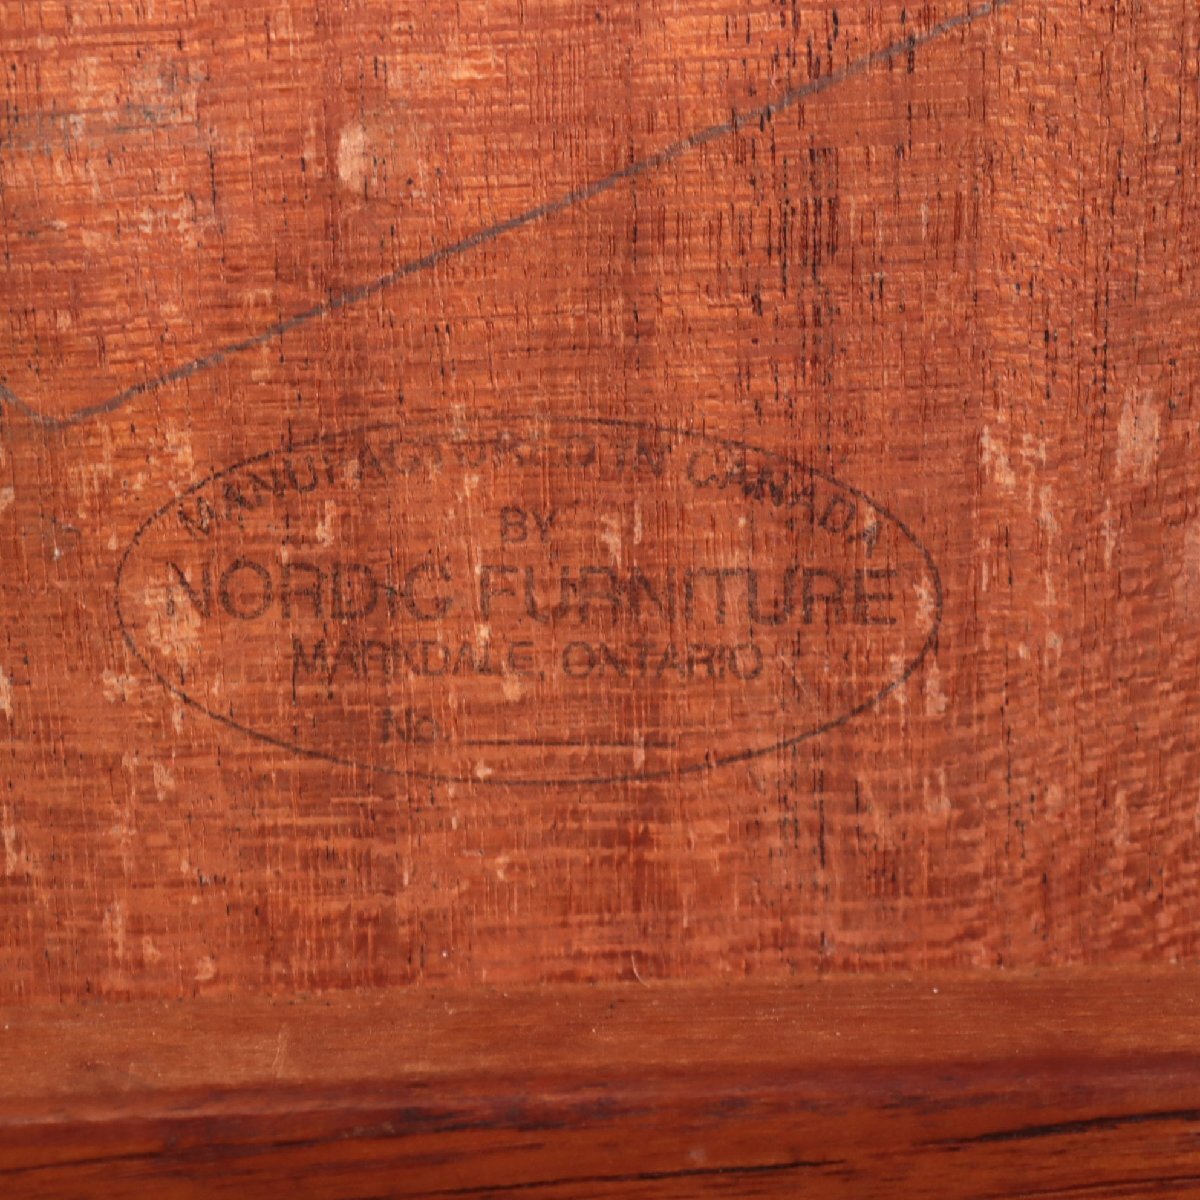 MANUFACTURED IN CANADA
BY
NORDIC FURNITURE
MARKDALE, ONTARIO
No.